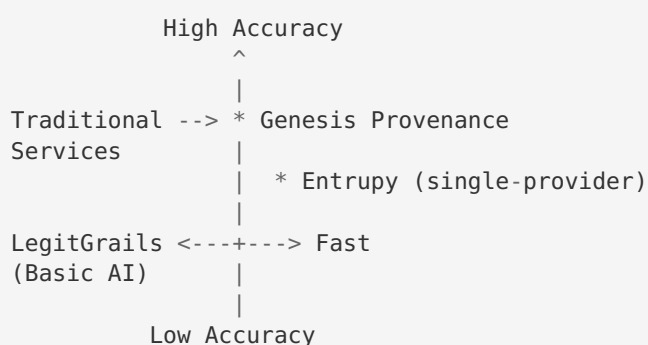 High Accuracy
^
|
Traditional --> * Genesis Provenance
Services |
| * Entrupy (single-provider)
|
LegitGrails <---+---> Fast
(Basic AI) |
|
Low Accuracy